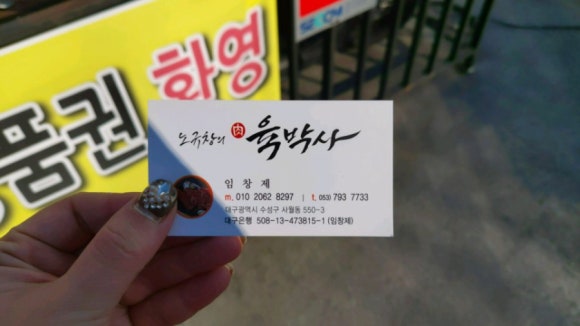 품권 환영
노규창의 肉 육박사
임 창 제
m. 010 2062 8297 | t. 053) 793 7733
대구광역시 수성구 사월동 550-3
대구은행 508-13-473815-1 (임창제)